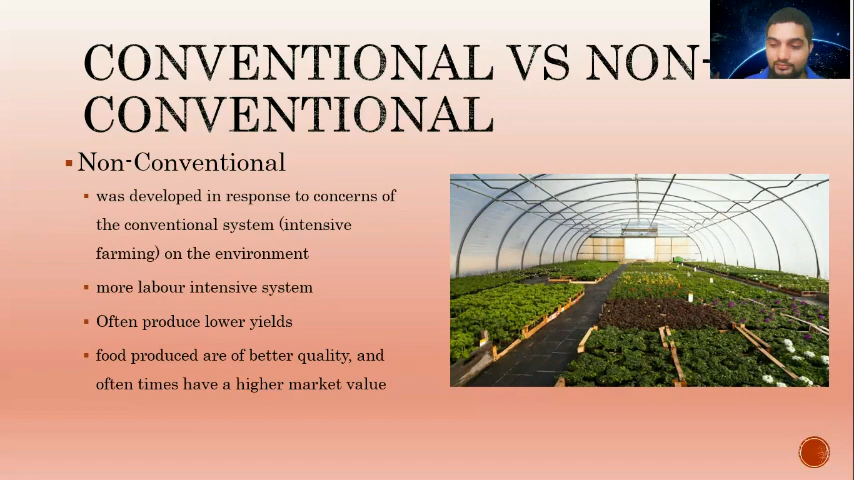 CONVENTIONAL VS NON-
CONVENTIONAL
Non-Conventional
was developed in response to concerns of
the conventional system (intensive
farming) on the environment
more labour intensive system
Often produce lower yields
food produced are of better quality, and
often times have a higher market value